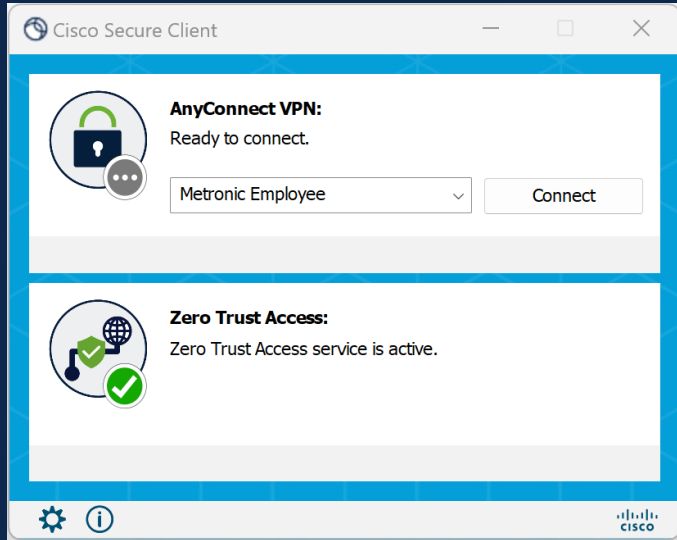 Cisco Secure Client
AnyConnect VPN:
Ready to connect.
Metronic Employee
Connect
Zero Trust Access:
Zero Trust Access service is active.
CISCO